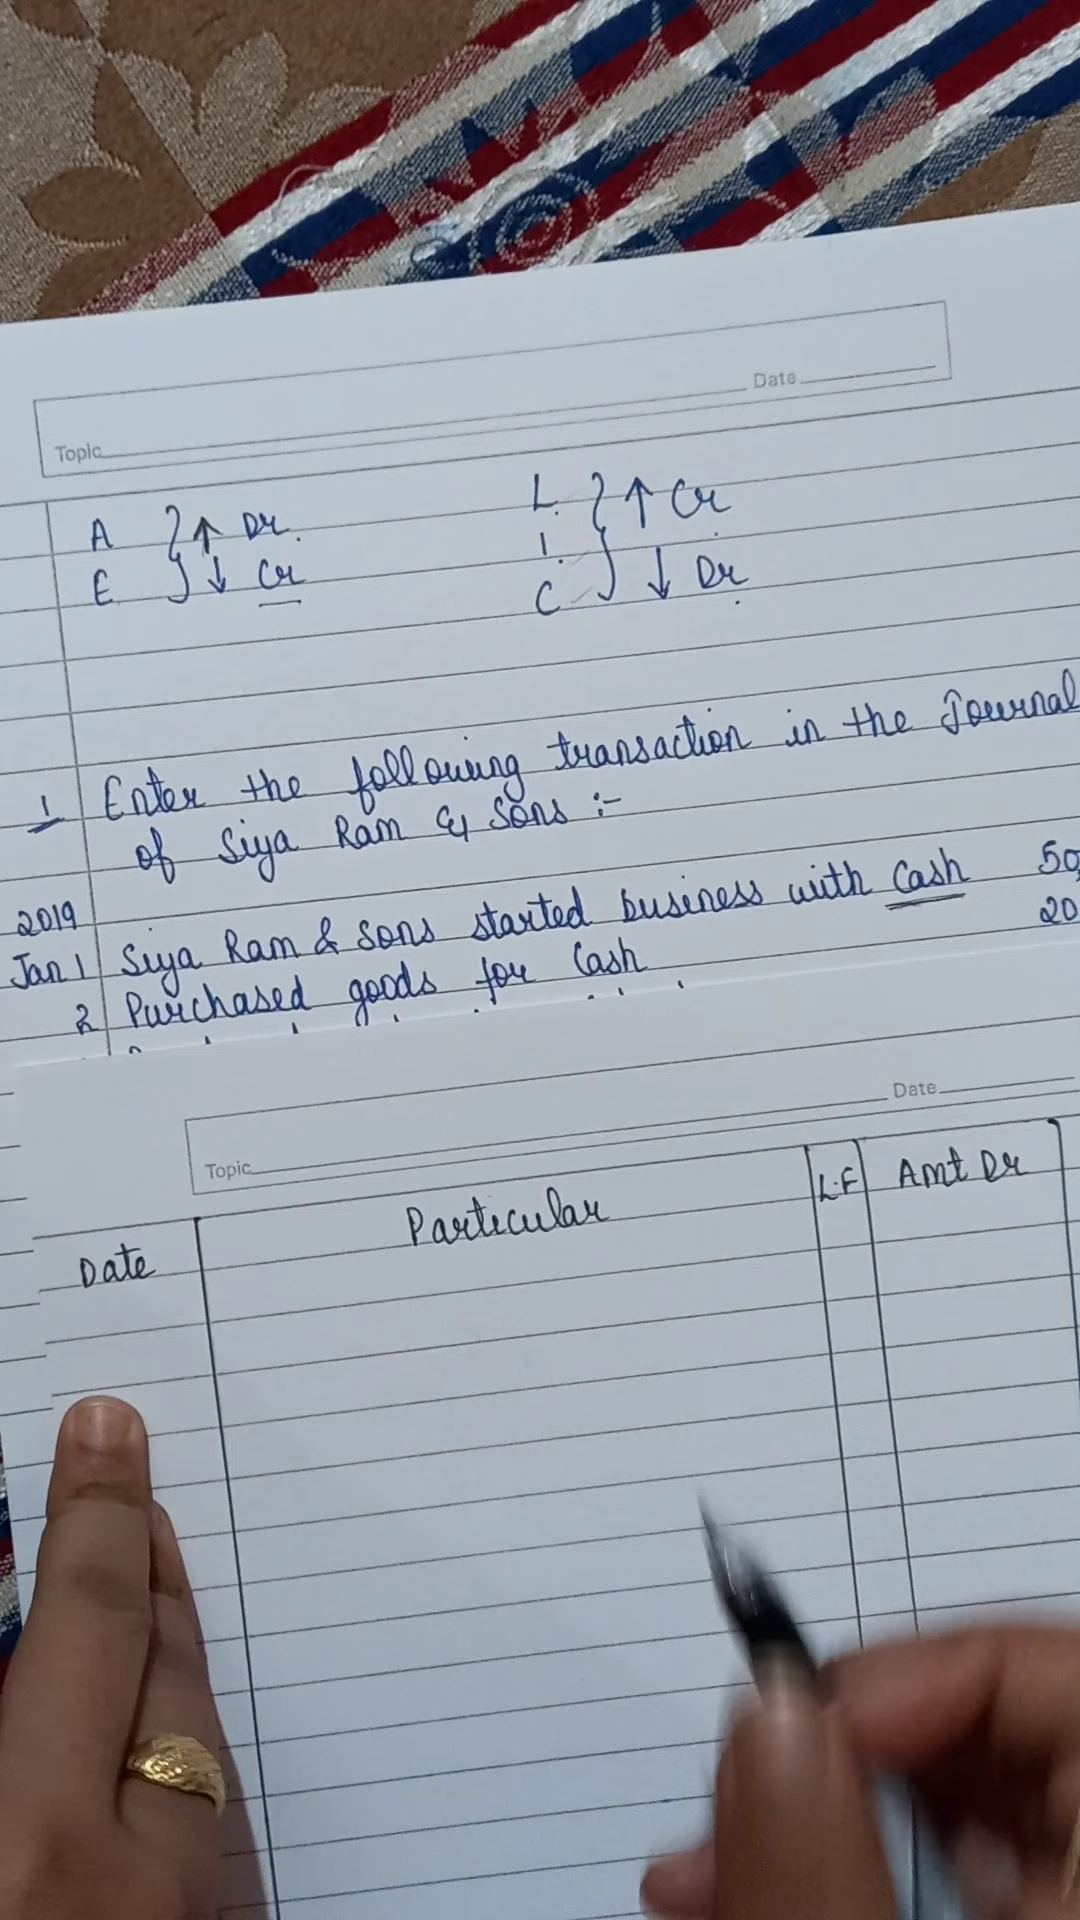 Topic Date
A } ↑ Dr.
E } ↓ Cr
L } ↑ Cr
I
C } ↓ Dr
1 Enter the following transaction in the Journal
of Siya Ram & Sons :-
2019
Jan 1 Siya Ram & Sons started business with Cash 50,
2 Purchased goods for Cash 20
Topic Date
Date Particular L.F Amt Dr